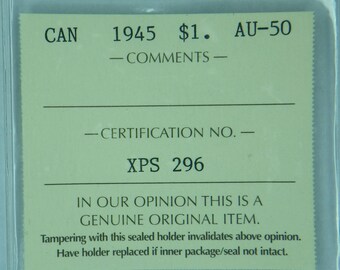 CAN 1945 $1. AU-50
— COMMENTS —
— CERTIFICATION NO. —
XPS 296
IN OUR OPINION THIS IS A
GENUINE ORIGINAL ITEM.
Tampering with this sealed holder invalidates above opinion.
Have holder replaced if inner package/seal not intact.